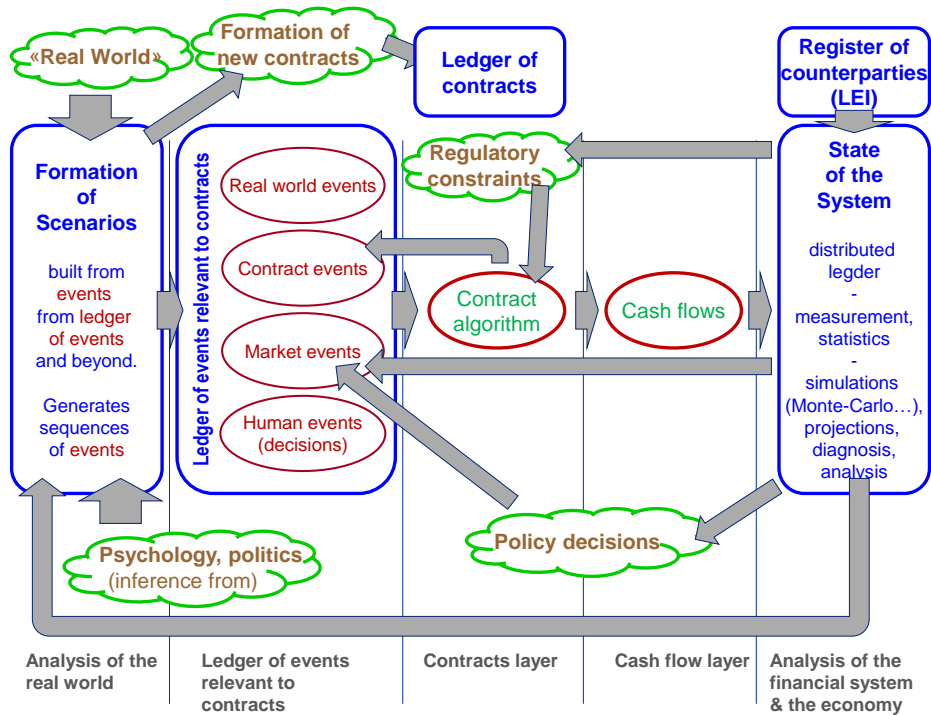 «Real World»
Formation of
new contracts
Ledger of
contracts
Register of
counterparties
(LEI)
Formation
of
Scenarios
built from
events
from ledger
of events
and beyond.
Generates
sequences
of events
Ledger of events relevant to contracts
Real world events
Contract events
Market events
Human events
(decisions)
Regulatory
constraints
Contract
algorithm
Cash flows
State
of the
System
distributed
legder
-
measurement,
statistics
-
simulations
(Monte-Carlo…),
projections,
diagnosis,
analysis
Psychology, politics
(inference from)
Policy decisions
Analysis of the
real world
Ledger of events
relevant to
contracts
Contracts layer
Cash flow layer
Analysis of the
financial system
& the economy